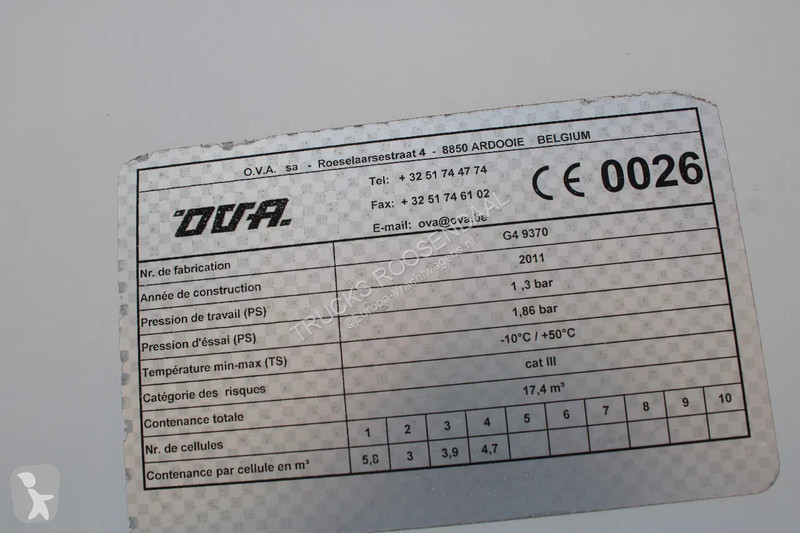 O.V.A. sa - Roeselaarsestraat 4 - 8850 ARDOOIE BELGIUM
OVA.
Tel: + 32 51 74 47 74
Fax: + 32 51 74 61 02
E-mail: ova@ova.be
CE 0026
Nr. de fabrication G4 9370
Année de construction 2011
Pression de travail (PS) 1 ,3 bar
Pression d'éssai (PS) 1,86 bar
Température min-max (TS) -10°C / +50°C
Catégorie des risques cat III
Contenance totale 17,4 m³
Nr. de cellules 1 2 3 4 5 6 7 8 9 10
Contenance par cellule en m³ 5,8 3 3,9 4,7
TRUCKS ROOSENDAAL
©Europa-Vrachtwagens.nl